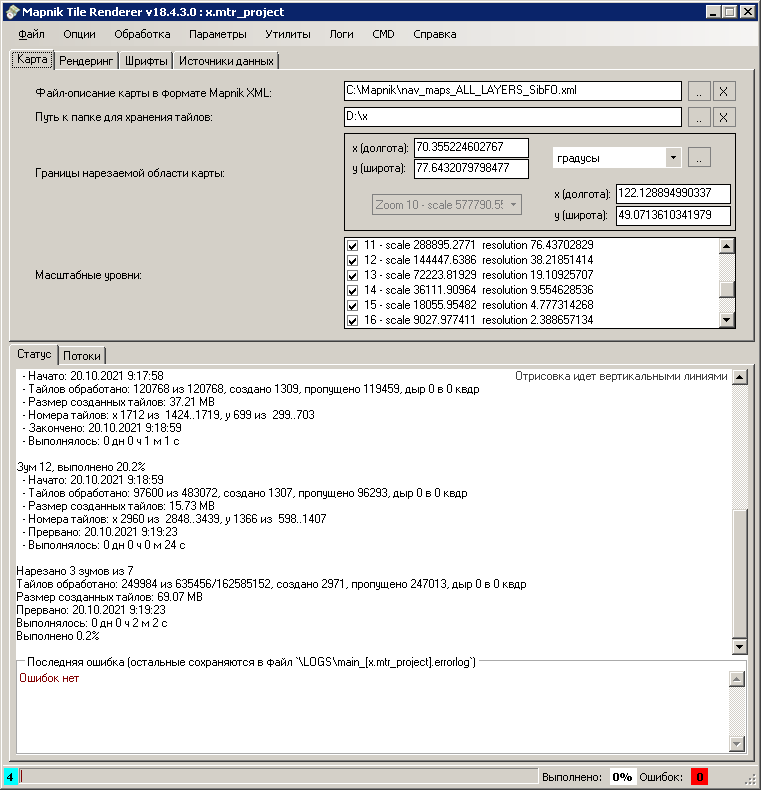 Mapnik Tile Renderer v18.4.3.0 : x.mtr_project
Файл Опции Обработка Параметры Утилиты Логи CMD Справка
Карта Рендеринг Шрифты Источники данных
Файл-описание карты в формате Mapnik XML: C:\Mapnik\nav_maps_ALL_LAYERS_SibFO.xml .. X
Путь к папке для хранения тайлов: D:\x .. X
Границы нарезаемой области карты:
x (долгота): 70.355224602767
y (широта): 77.6432079798477
градусы ..
Zoom 10 - scale 577790.55
x (долгота): 122.128894990337
y (широта): 49.0713610341979
Масштабные уровни:
11 - scale 288895.2771 resolution 76.43702829
12 - scale 144447.6386 resolution 38.21851414
13 - scale 72223.81929 resolution 19.10925707
14 - scale 36111.90964 resolution 9.554628536
15 - scale 18055.95482 resolution 4.777314268
16 - scale 9027.977411 resolution 2.388657134
Статус Потоки
- Начато: 20.10.2021 9:17:58 Отрисовка идет вертикальными линиями
- Тайлов обработано: 120768 из 120768, создано 1309, пропущено 119459, дыр 0 в 0 квдр
- Размер созданных тайлов: 37.21 MB
- Номера тайлов: x 1712 из 1424..1719, y 699 из 299..703
- Закончено: 20.10.2021 9:18:59
- Выполнялось: 0 дн 0 ч 1 м 1 с
Зум 12, выполнено 20.2%
- Начато: 20.10.2021 9:18:59
- Тайлов обработано: 97600 из 483072, создано 1307, пропущено 96293, дыр 0 в 0 квдр
- Размер созданных тайлов: 15.73 MB
- Номера тайлов: x 2960 из 2848..3439, y 1366 из 598..1407
- Прервано: 20.10.2021 9:19:23
- Выполнялось: 0 дн 0 ч 0 м 24 с
Нарезано 3 зумов из 7
Тайлов обработано: 249984 из 635456/162585152, создано 2971, пропущено 247013, дыр 0 в 0 квдр
Размер созданных тайлов: 69.07 MB
Прервано: 20.10.2021 9:19:23
Выполнялось: 0 дн 0 ч 2 м 2 с
Выполнено 0.2%
Последняя ошибка (остальные сохраняются в файл `\LOGS\main_[x.mtr_project].errorlog`)
Ошибок нет
4 Выполнено: 0% Ошибок: 0